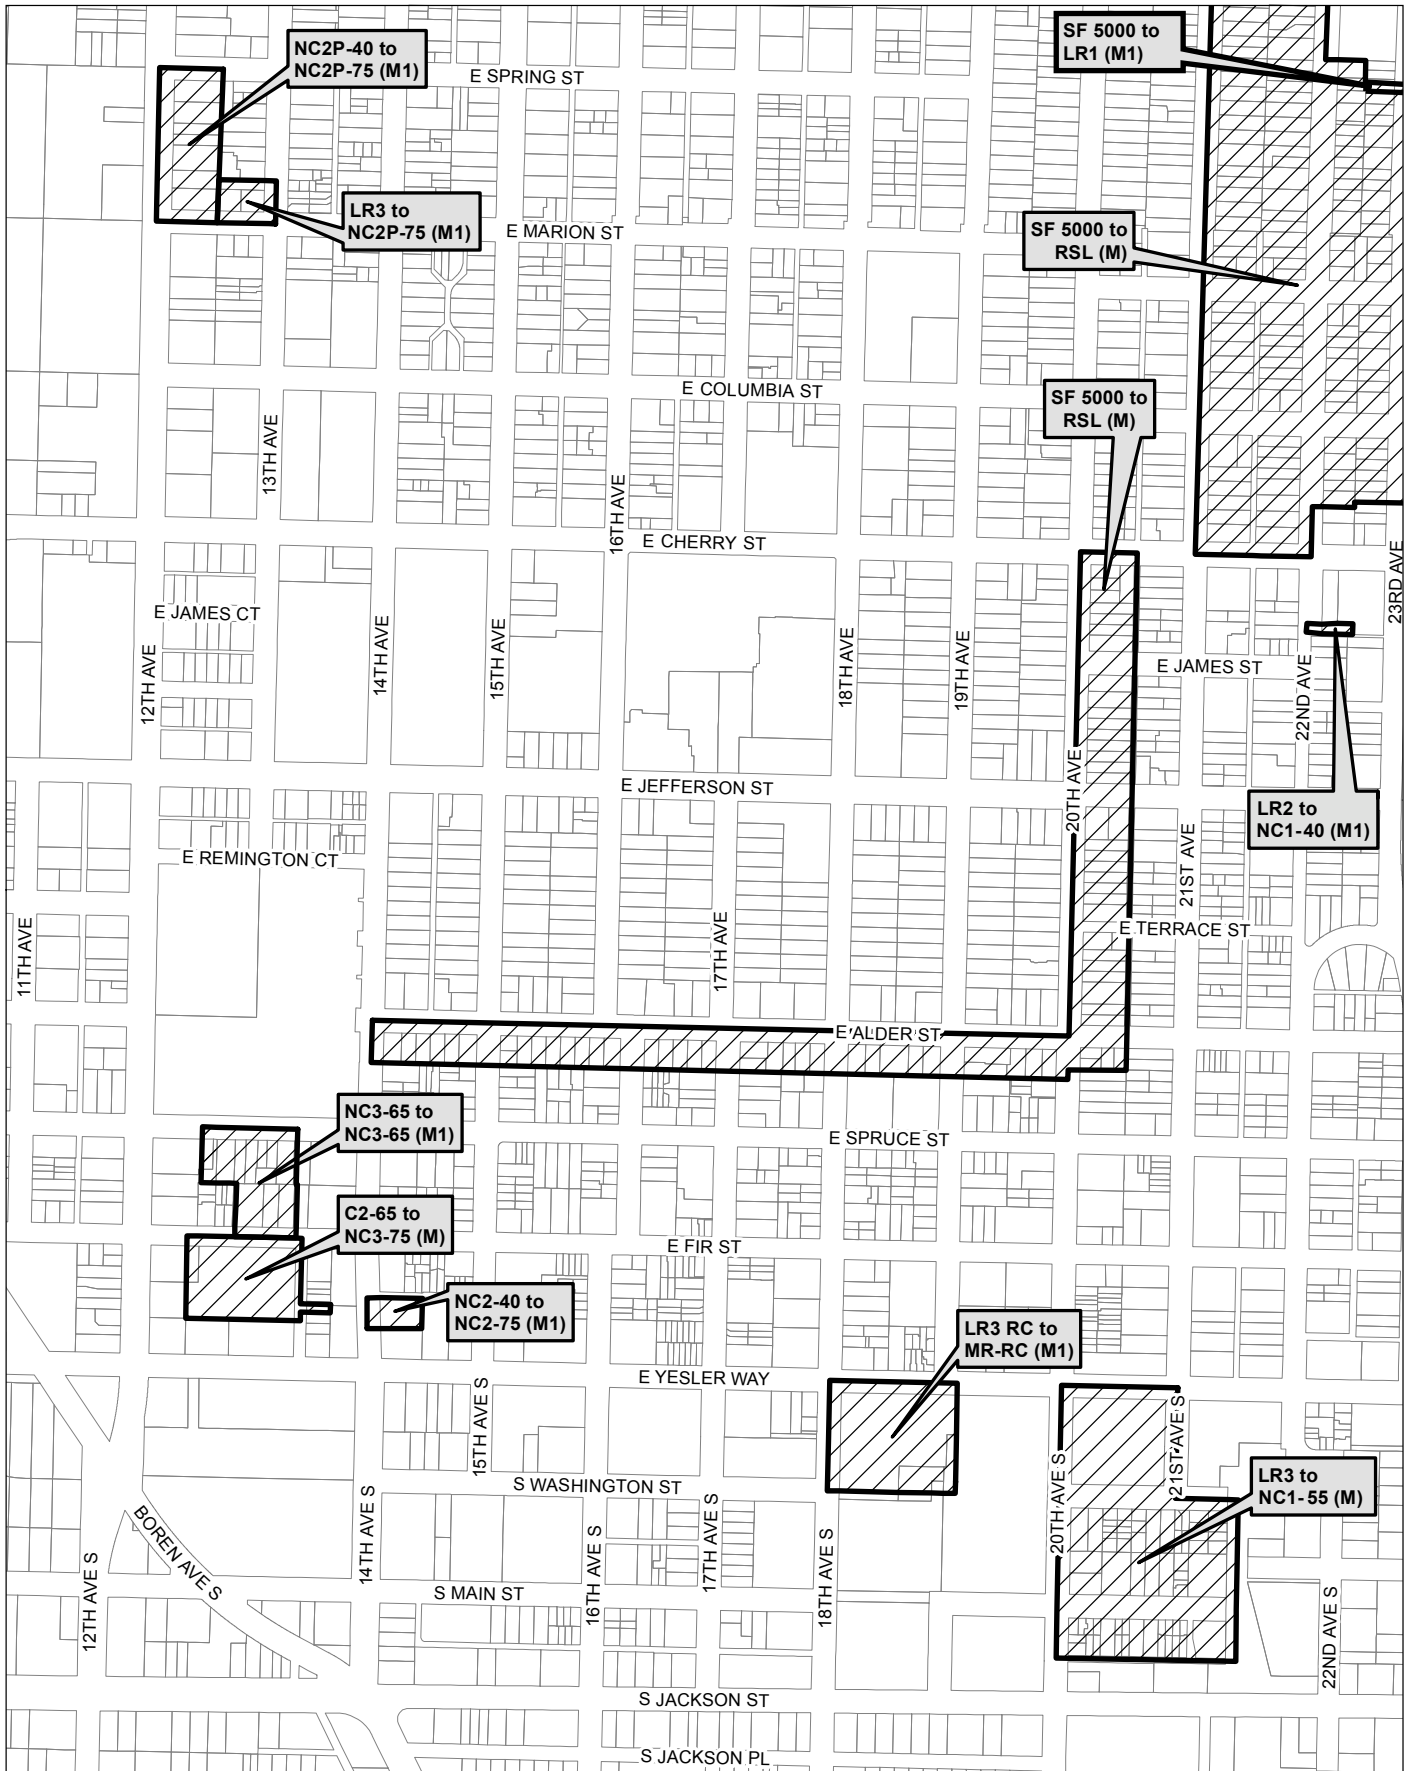 NC2P-40 to
NC2P-75 (M1)
SF 5000 to
LR1 (M1)
E SPRING ST
LR3 to
NC2P-75 (M1)
E MARION ST
SF 5000 to
RSL (M)
E COLUMBIA ST
SF 5000 to
RSL (M)
13TH AVE
16TH AVE
E CHERRY ST
23RD AVE
E JAMES CT
12TH AVE
14TH AVE
15TH AVE
18TH AVE
19TH AVE
E JAMES ST
22ND AVE
20TH AVE
E JEFFERSON ST
LR2 to
NC1-40 (M1)
E REMINGTON CT
21ST AVE
11TH AVE
17TH AVE
E TERRACE ST
E ALDER ST
NC3-65 to
NC3-65 (M1)
E SPRUCE ST
C2-65 to
NC3-75 (M)
E FIR ST
NC2-40 to
NC2-75 (M1)
LR3 RC to
MR-RC (M1)
E YESLER WAY
15TH AVE S
21ST AVE S
S WASHINGTON ST
LR3 to
NC1-55 (M)
20TH AVE S
BOREN AVE S
14TH AVE S
17TH AVE S
12TH AVE S
16TH AVE S
18TH AVE S
S MAIN ST
22ND AVE S
S JACKSON ST
S JACKSON PL